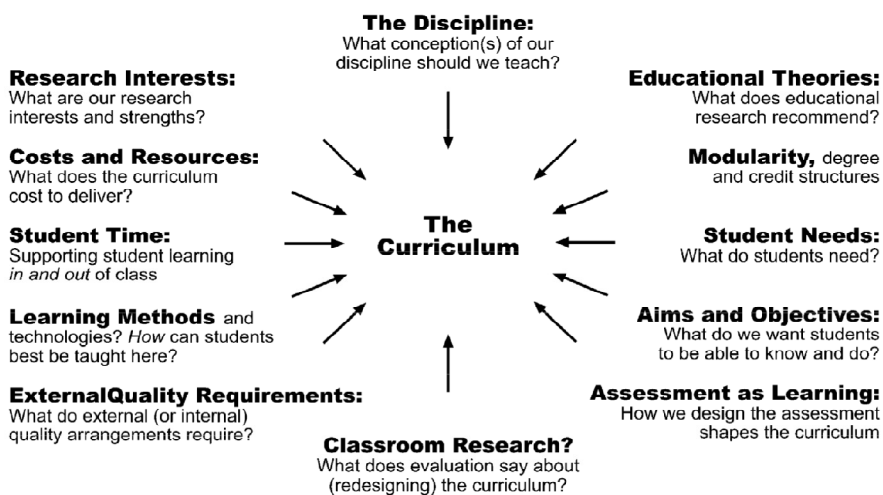 The Discipline:
What conception(s) of our
discipline should we teach?
Research Interests:
What are our research
interests and strengths?
Costs and Resources:
What does the curriculum
cost to deliver?
Student Time:
Supporting student learning
in and out of class
Learning Methods and
technologies? How can students
best be taught here?
ExternalQuality Requirements:
What do external (or internal)
quality arrangements require?
The
Curriculum
Educational Theories:
What does educational
research recommend?
Modularity, degree
and credit structures
Student Needs:
What do students need?
Aims and Objectives:
What do we want students
to be able to know and do?
Assessment as Learning:
How we design the assessment
shapes the curriculum
Classroom Research?
What does evaluation say about
(redesigning) the curriculum?